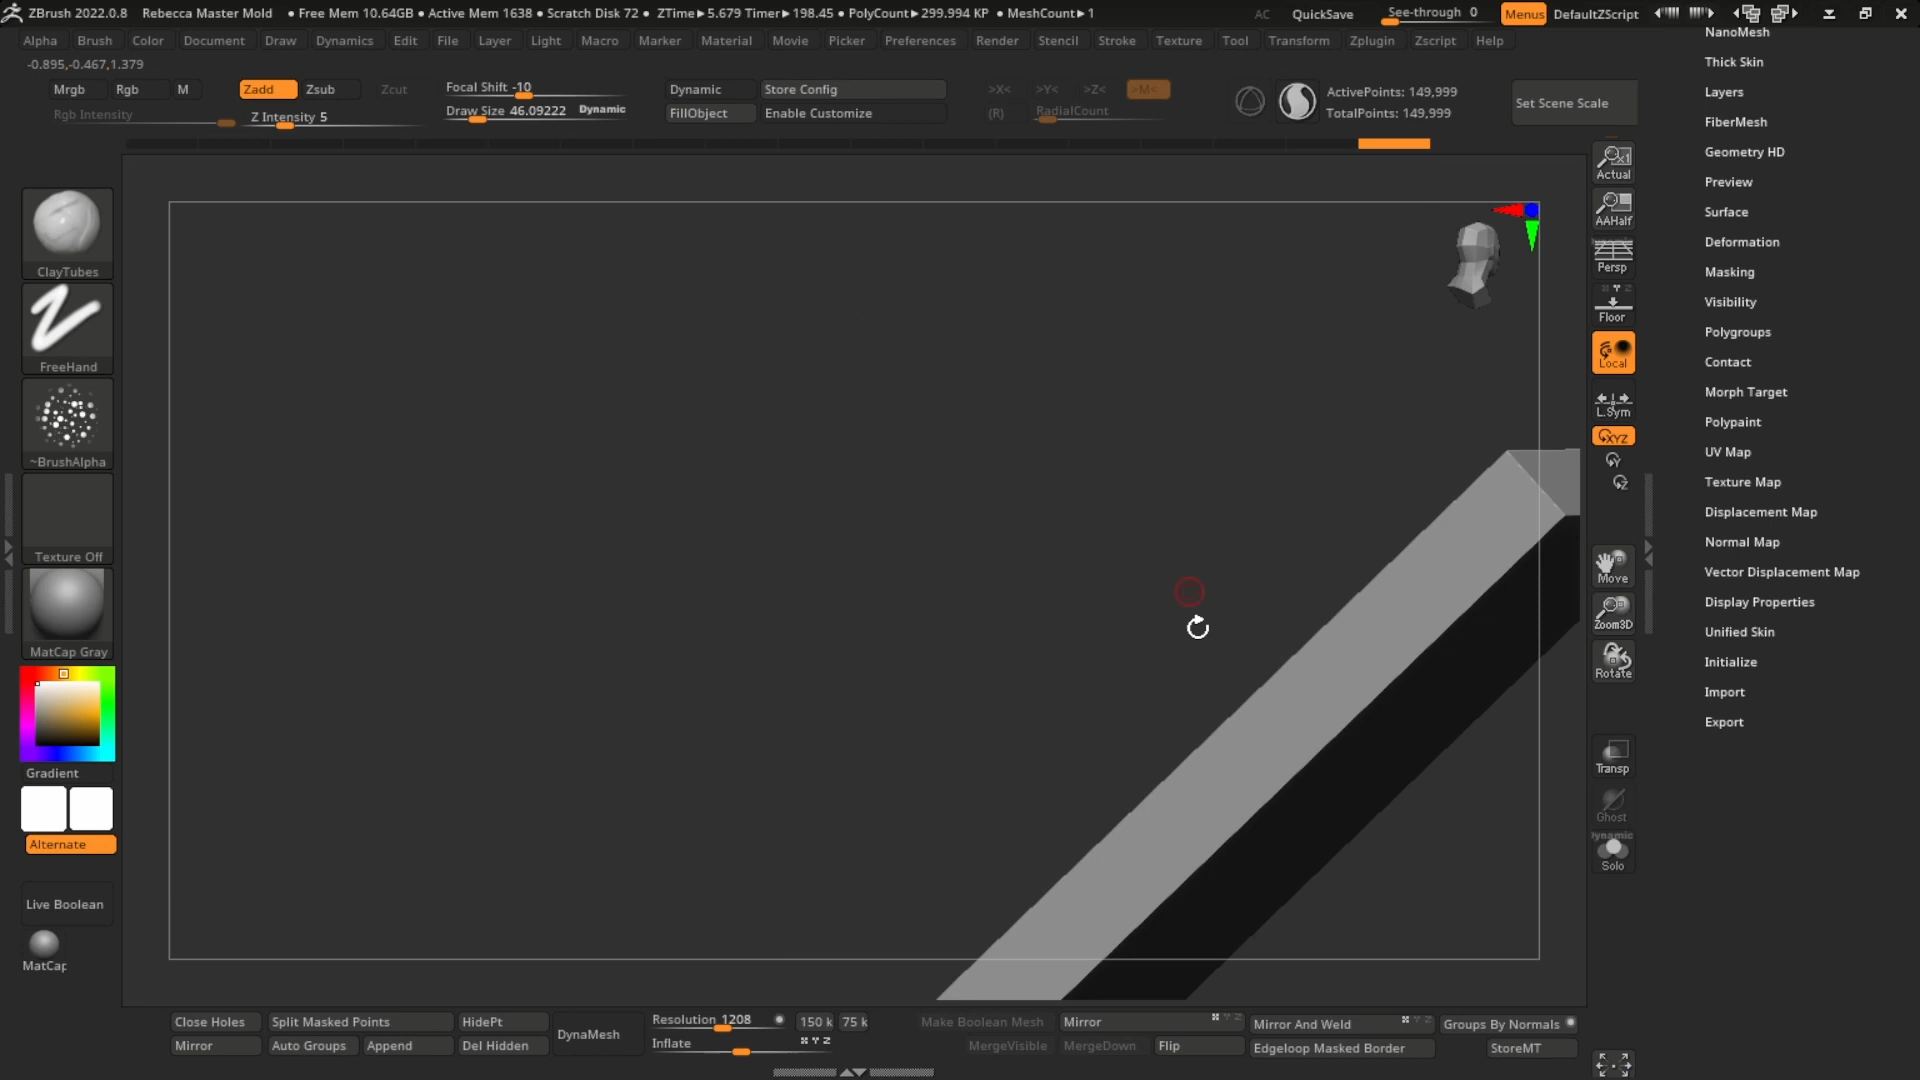 ZBrush 2022.0.8 Rebecca Master Mold • Free Mem 10.64GB • Active Mem 1638 • Scratch Disk 72 • ZTime▶5.679 Timer▶198.45 • PolyCount▶299.994 KP • MeshCount▶1 AC QuickSave See-through 0 Menus DefaultZScript
Alpha Brush Color Document Draw Dynamics Edit File Layer Light Macro Marker Material Movie Picker Preferences Render Stencil Stroke Texture Tool Transform Zplugin Zscript Help
-0.895,-0.467,1.379
Mrgb Rgb M Zadd Zsub Zcut Focal Shift -10 Dynamic Store Config >X< >Y< >Z< >M< ActivePoints: 149,999
Rgb Intensity Z Intensity 5 Draw Size 46.09222 Dynamic FillObject Enable Customize (R) RadialCount TotalPoints: 149,999
Set Scene Scale
ClayTubes
FreeHand
~BrushAlpha
Texture Off
MatCap Gray
Gradient
Alternate
Live Boolean
MatCap
Actual
AAHalf
Dynamic
Persp
X Y Z
Floor
Local
L.Sym
XYZ
Y
Z
Move
Zoom3D
Rotate
Transp
Ghost
Dynamic
Solo
NanoMesh
Thick Skin
Layers
FiberMesh
Geometry HD
Preview
Surface
Deformation
Masking
Visibility
Polygroups
Contact
Morph Target
Polypaint
UV Map
Texture Map
Displacement Map
Normal Map
Vector Displacement Map
Display Properties
Unified Skin
Initialize
Import
Export
Close Holes Split Masked Points HidePt DynaMesh Resolution 1208 150 k 75 k Make Boolean Mesh Mirror X Y Z Mirror And Weld X Y Z Groups By Normals
Mirror Auto Groups Append Del Hidden Inflate X Y Z MergeVisible MergeDown Flip Edgeloop Masked Border StoreMT